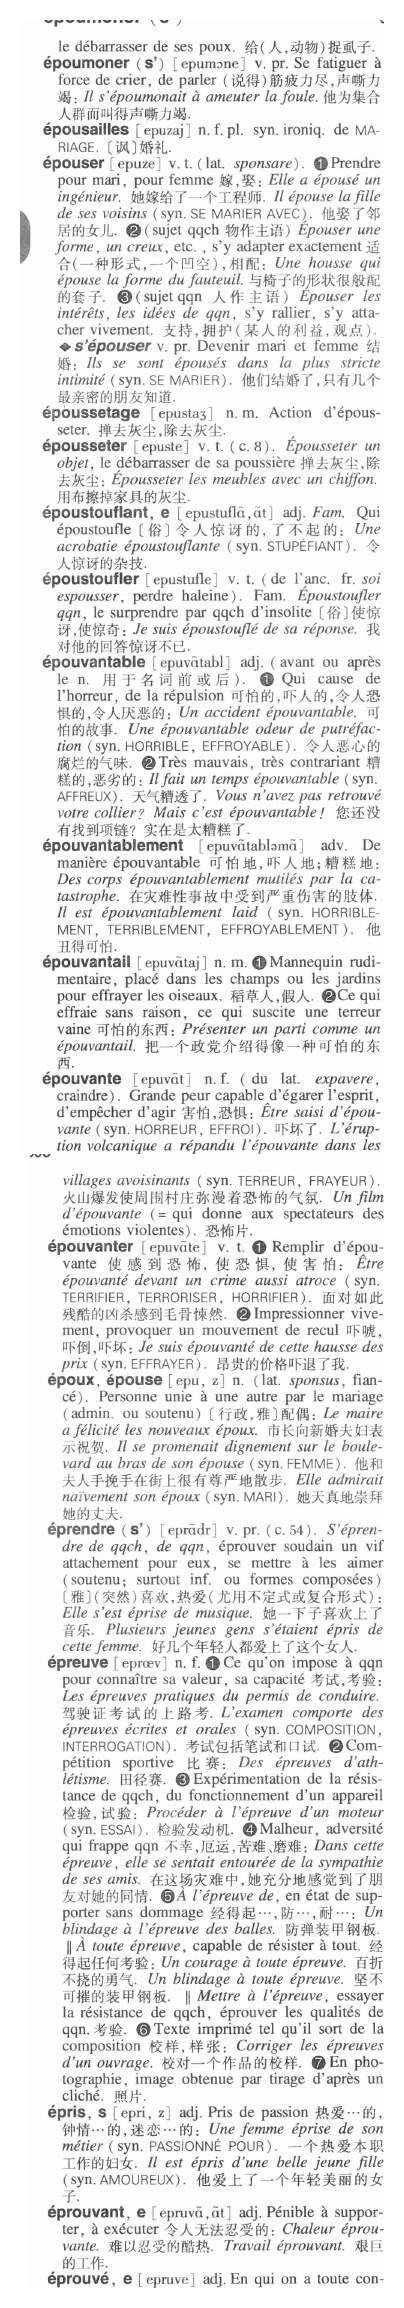 le débarrasser de ses poux. 给(人,动物)捉虱子.
époumoner (s') [epumɔne] v. pr. Se fatiguer à
force de crier, de parler (说得)筋疲力尽,声嘶力
竭: Il s'époumonait à ameuter la foule. 他为集合
人群而叫得声嘶力竭.
épousailles [epuzaj] n. f. pl. syn. ironiq. de MA-
RIAGE. 〔讽〕婚礼.
épouser [epuze] v. t. (lat. sponsare). ❶ Prendre
pour mari, pour femme 嫁,娶: Elle a épousé un
ingénieur. 她嫁给了一个工程师. Il épouse la fille
de ses voisins (syn. SE MARIER AVEC). 他娶了邻
居的女儿. ❷ (sujet qqch 物作主语) Épouser une
forme, un creux, etc. , s'y adapter exactement 适
合(一种形式,一个凹空),相配: Une housse qui
épouse la forme du fauteuil. 与椅子的形状很般配
的套子. ❸ (sujet qqn 人作主语) Épouser les
intérêts, les idées de qqn, s'y rallier, s'y atta-
cher vivement. 支持,拥护(某人的利益,观点).
◆ s'épouser v. pr. Devenir mari et femme 结
婚: Ils se sont épousés dans la plus stricte
intimité (syn. SE MARIER). 他们结婚了,只有几个
最亲密的朋友知道.
époussetage [epustaʒ] n. m. Action d'épous-
seter. 掸去灰尘,除去灰尘.
épousseter [epuste] v. t. (c. 8). Épousseter un
objet, le débarrasser de sa poussière 掸去灰尘,除
去灰尘: Épousseter les meubles avec un chiffon.
用布擦掉家具的灰尘.
époustouflant, e [epustuflɑ̃, ɑ̃t] adj. Fam. Qui
époustoufle 〔俗〕令人惊讶的,了不起的: Une
acrobatie époustouflante (syn. STUPÉFIANT). 令
人惊讶的杂技.
époustoufler [epustufle] v. t. (de l'anc. fr. soi
espousser, perdre haleine). Fam. Époustoufler
qqn, le surprendre par qqch d'insolite 〔俗〕使惊
讶,使惊奇: Je suis époustouflé de sa réponse. 我
对他的回答惊讶不已.
épouvantable [epuvɑ̃tabl] adj. (avant ou après
le n. 用于名词前或后). ❶ Qui cause de
l'horreur, de la répulsion 可怕的,吓人的,令人恐
惧的,令人厌恶的: Un accident épouvantable. 可
怕的故事. Une épouvantable odeur de putréfac-
tion (syn. HORRIBLE, EFFROYABLE). 令人恶心的
腐烂的气味. ❷ Très mauvais, très contrariant 糟
糕的,恶劣的: Il fait un temps épouvantable (syn.
AFFREUX). 天气糟透了. Vous n'avez pas retrouvé
votre collier? Mais c'est épouvantable! 您还没
有找到项链? 实在是太糟糕了.
épouvantablement [epuvɑ̃tabləmɑ̃] adv. De
manière épouvantable 可怕地,吓人地;糟糕地:
Des corps épouvantablement mutilés par la ca-
tastrophe. 在灾难性事故中受到严重伤害的肢体.
Il est épouvantablement laid ( syn. HORRIBLE-
MENT, TERRIBLEMENT, EFFROYABLEMENT). 他
丑得可怕.
épouvantail [epuvɑ̃taj] n. m. ❶ Mannequin rudi-
mentaire, placé dans les champs ou les jardins
pour effrayer les oiseaux. 稻草人,假人. ❷ Ce qui
effraie sans raison, ce qui suscite une terreur
vaine 可怕的东西: Présenter un parti comme un
épouvantail. 把一个政党介绍得像一种可怕的东
西.
épouvante [epuvɑ̃t] n. f. ( du lat. expavere,
craindre). Grande peur capable d'égarer l'esprit,
d'empêcher d'agir 害怕,恐惧: Être saisi d'épou-
vante (syn. HORREUR, EFFROI). 吓坏了. L'érup-
tion volcanique a répandu l'épouvante dans les
villages avoisinants (syn. TERREUR, FRAYEUR).
火山爆发使周围村庄弥漫着恐怖的气氛. Un film
d'épouvante (= qui donne aux spectateurs des
émotions violentes). 恐怖片.
épouvanter [epuvɑ̃te] v. t. ❶ Remplir d'épou-
vante 使感到恐怖, 使恐惧, 使害怕: Être
épouvanté devant un crime aussi atroce (syn.
TERRIFIER, TERRORISER, HORRIFIER). 面对如此
残酷的凶杀感到毛骨悚然. ❷ Impressionner vive-
ment, provoquer un mouvement de recul 吓唬,
吓倒,吓坏: Je suis épouvanté de cette hausse des
prix (syn. EFFRAYER). 昂贵的价格吓退了我.
époux, épouse [epu, z] n. (lat. sponsus, fian-
cé). Personne unie à une autre par le mariage
(admin. ou soutenu) 〔行政,雅〕配偶: Le maire
a félicité les nouveaux époux. 市长向新婚夫妇表
示祝贺. Il se promenait dignement sur le boule-
vard au bras de son épouse (syn. FEMME). 他和
夫人手挽手在街上很有尊严地散步. Elle admirait
naïvement son époux (syn. MARI). 她天真地崇拜
她的丈夫.
éprendre (s') [eprɑ̃dr] v. pr. (c. 54). S'épren-
dre de qqch, de qqn, éprouver soudain un vif
attachement pour eux, se mettre à les aimer
(soutenu; surtout inf. ou formes composées)
〔雅〕(突然)喜欢,热爱(尤用不定式或复合形式):
Elle s'est éprise de musique. 她一下子喜欢上了
音乐. Plusieurs jeunes gens s'étaient épris de
cette femme. 好几个年轻人都爱上了这个女人.
épreuve [eprœv] n. f. ❶ Ce qu'on impose à qqn
pour connaître sa valeur, sa capacité 考试,考验:
Les épreuves pratiques du permis de conduire.
驾驶证考试的上路考. L'examen comporte des
épreuves écrites et orales ( syn. COMPOSITION,
INTERROGATION). 考试包括笔试和口试. ❷ Com-
pétition sportive 比赛: Des épreuves d'ath-
létisme. 田径赛. ❸ Expérimentation de la résis-
tance de qqch, du fonctionnement d'un appareil
检验,试验: Procéder à l'épreuve d'un moteur
(syn. ESSAI). 检验发动机. ❹ Malheur, adversité
qui frappe qqn 不幸,厄运,苦难、磨难: Dans cette
épreuve, elle se sentait entourée de la sympathie
de ses amis. 在这场灾难中,她充分地感觉到了朋
友对她的同情. ❺ À l'épreuve de, en état de sup-
porter sans dommage 经得起…,防…,耐…: Un
blindage à l'épreuve des balles. 防弹装甲钢板.
‖ À toute épreuve, capable de résister à tout. 经
得起任何考验: Un courage à toute épreuve. 百折
不挠的勇气. Un blindage à toute épreuve. 坚不
可摧的装甲钢板. ‖ Mettre à l'épreuve, essayer
la résistance de qqch, éprouver les qualités de
qqn. 考验. ❻ Texte imprimé tel qu'il sort de la
composition 校样,样张: Corriger les épreuves
d'un ouvrage. 校对一个作品的校样. ❼ En pho-
tographie, image obtenue par tirage d'après un
cliché. 照片.
épris, s [epri, z] adj. Pris de passion 热爱…的,
钟情…的,迷恋…的: Une femme éprise de son
métier (syn. PASSIONNÉ POUR). 一个热爱本职
工作的妇女. Il est épris d'une belle jeune fille
(syn. AMOUREUX). 他爱上了一个年轻美丽的女
子.
éprouvant, e [epruvɑ̃, ɑ̃t] adj. Pénible à suppor-
ter, à exécuter 令人无法忍受的: Chaleur éprou-
vante. 难以忍受的酷热. Travail éprouvant. 艰巨
的工作.
éprouvé, e [epruve] adj. En qui on a toute con-